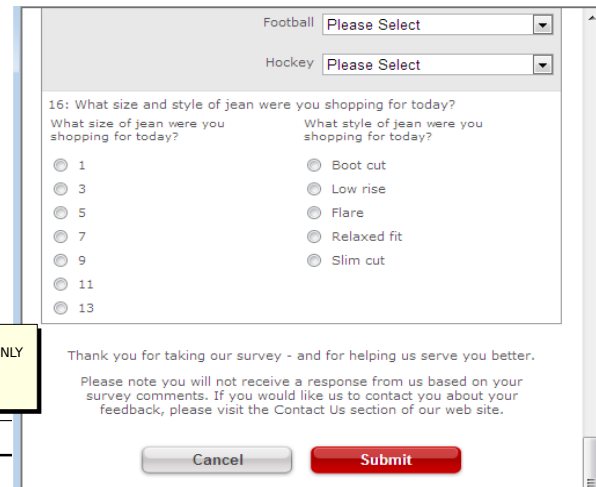 Football Please Select
Hockey Please Select
16: What size and style of jean were you shopping for today?
What size of jean were you
shopping for today?
1
3
5
7
9
11
13
What style of jean were you
shopping for today?
Boot cut
Low rise
Flare
Relaxed fit
Slim cut
NLY
Thank you for taking our survey - and for helping us serve you better.
Please note you will not receive a response from us based on your
survey comments. If you would like us to contact you about your
feedback, please visit the Contact Us section of our web site.
Cancel Submit